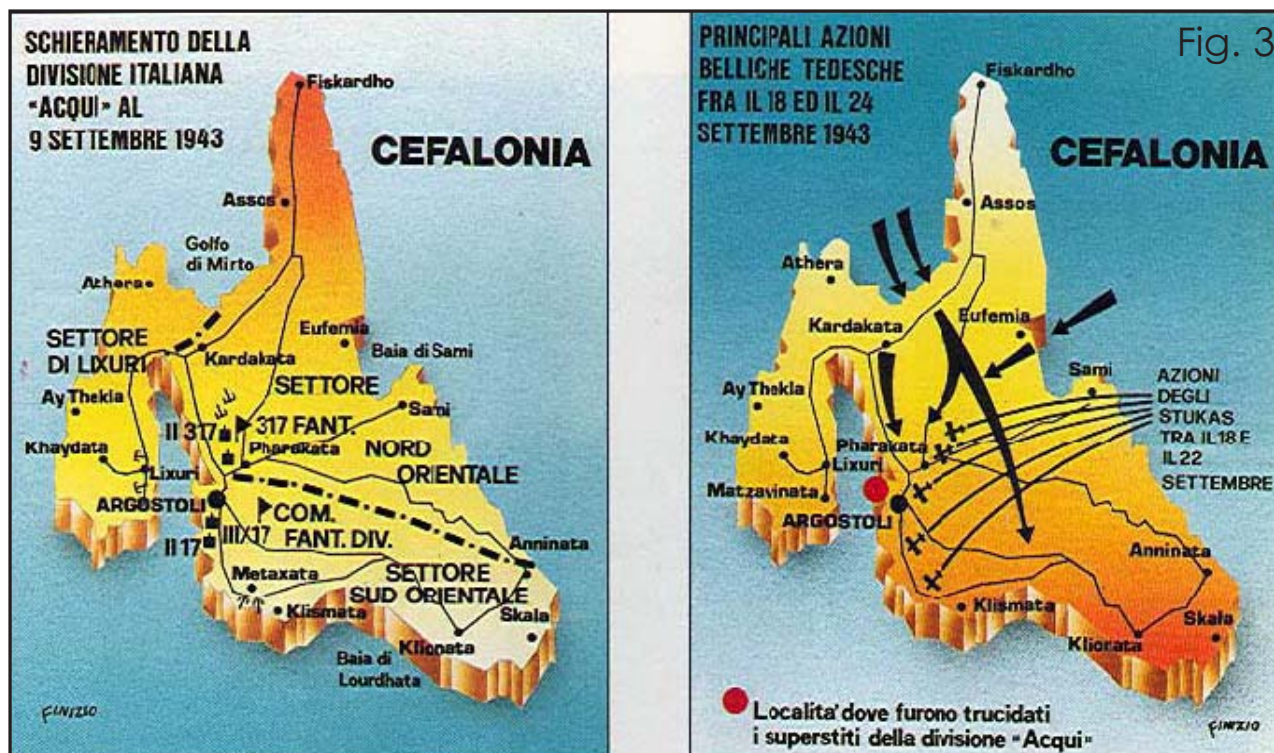 SCHIERAMENTO DELLA
DIVISIONE ITALIANA
"ACQUI" AL
9 SETTEMBRE 1943
CEFALONIA
Fiskardho
Assos
Golfo
di Mirto
Athera
SETTORE
DI LIXURI
Kardakata
Eufemia
Baia di Sami
SETTORE
Ay Thekla
Sami
II 317
317 FANT.
Khaydata
Pharakata
NORD
ORIENTALE
Lixuri
ARGOSTOLI
COM.
FANT. DIV.
III/17
II 17
Anninata
Metaxata
SETTORE
SUD ORIENTALE
Klismata
Skala
Klionata
Baia di
Lourdhata
FINIZIO
PRINCIPALI AZIONI
BELLICHE TEDESCHE
FRA IL 18 ED IL 24
SETTEMBRE 1943
Fig. 3
CEFALONIA
Fiskardho
Assos
Athera
Kardakata
Eufemia
Ay Thekla
Sami
AZIONI
DEGLI
STUKAS
TRA IL 18 E
IL 22
SETTEMBRE
Khaydata
Pharakata
Lixuri
Matzavinata
ARGOSTOLI
Anninata
Klismata
Skala
Kliorata
Localita' dove furono trucidati
i superstiti della divisione "Acqui"
FINIZIO